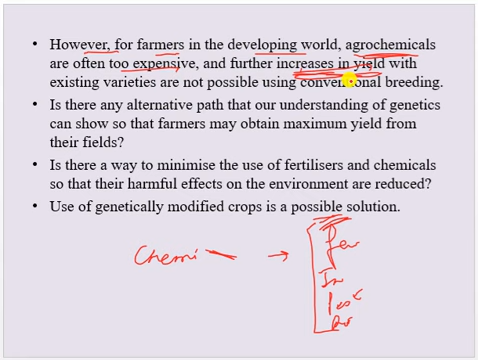 • However, for farmers in the developing world, agrochemicals
are often too expensive, and further increases in yield with
existing varieties are not possible using conventional breeding.
• Is there any alternative path that our understanding of genetics
can show so that farmers may obtain maximum yield from
their fields?
• Is there a way to minimise the use of fertilisers and chemicals
so that their harmful effects on the environment are reduced?
• Use of genetically modified crops is a possible solution.
Chemi →